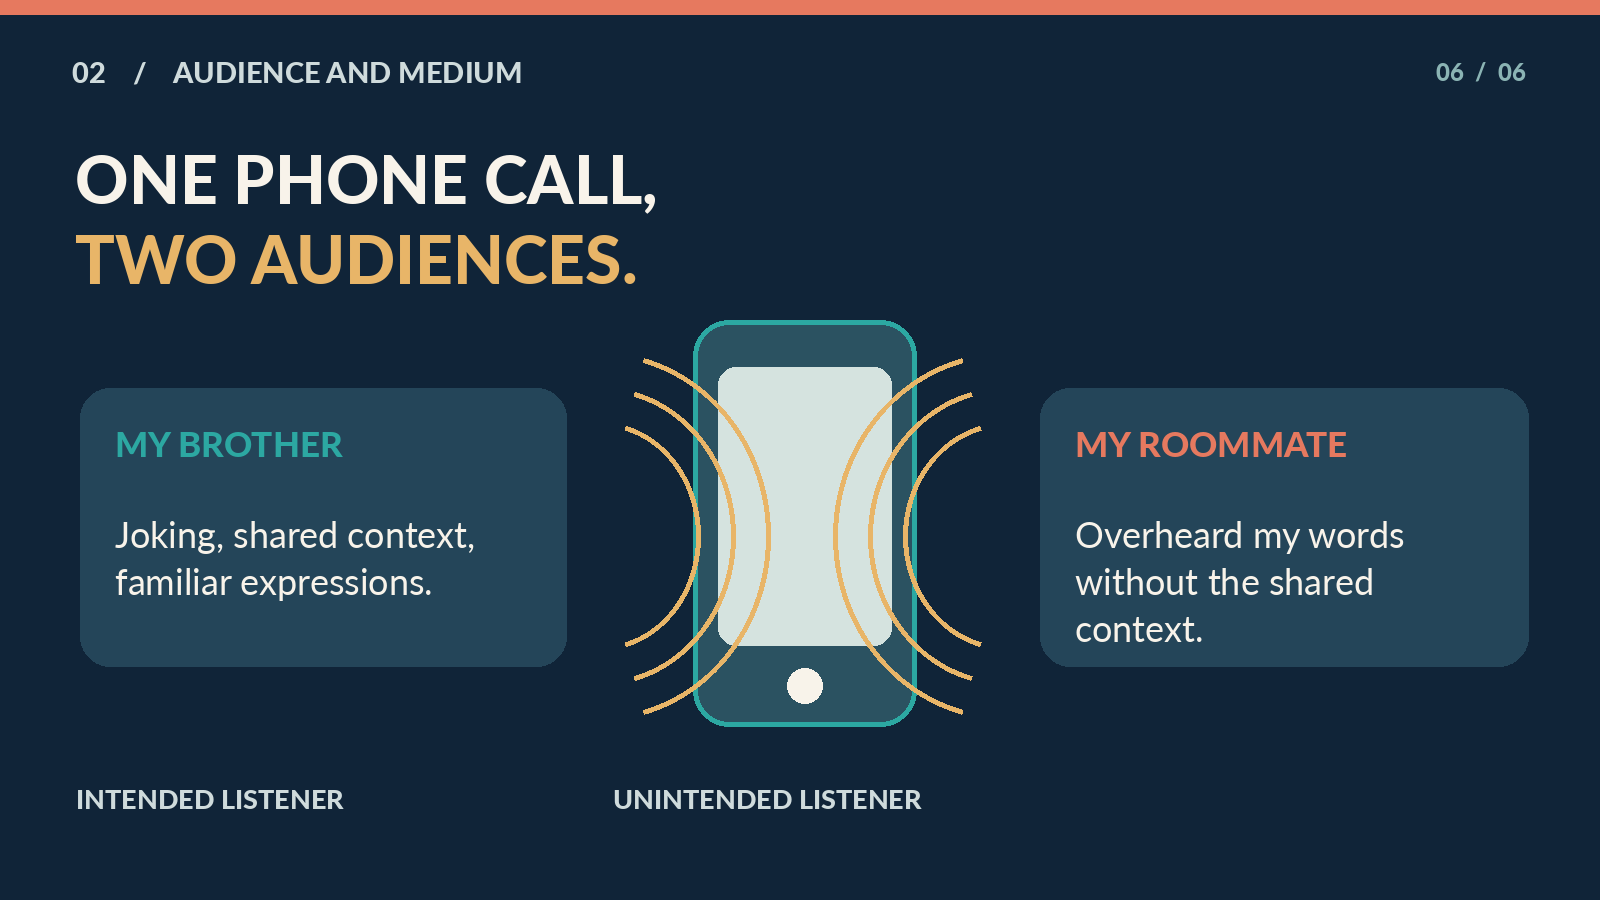 02 / AUDIENCE AND MEDIUM
06 / 06
ONE PHONE CALL,
TWO AUDIENCES.
MY BROTHER
Joking, shared context,
familiar expressions.
MY ROOMMATE
Overheard my words
without the shared
context.
INTENDED LISTENER
UNINTENDED LISTENER